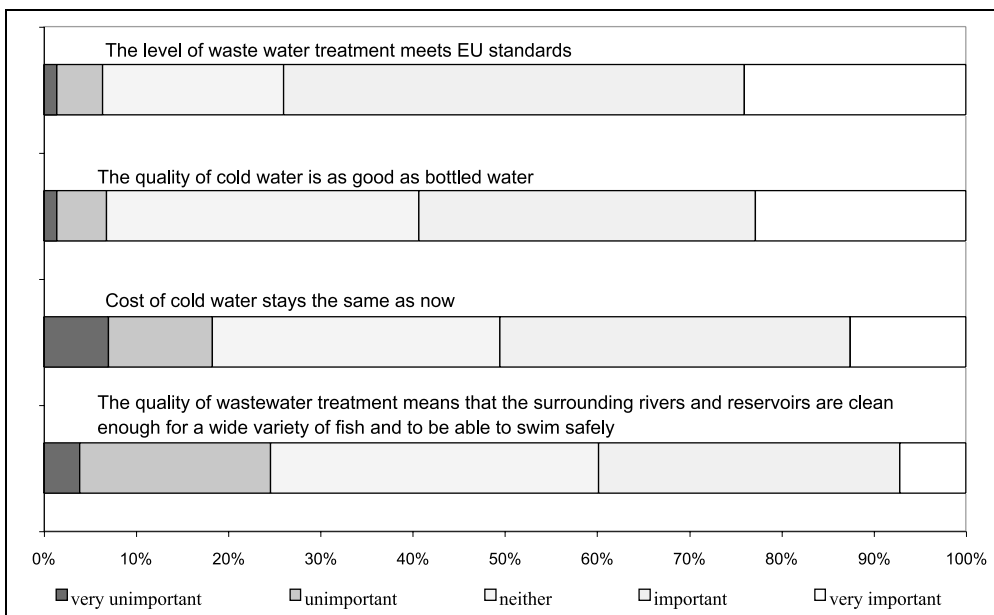 The level of waste water treatment meets EU standards
The quality of cold water is as good as bottled water
Cost of cold water stays the same as now
The quality of wastewater treatment means that the surrounding rivers and reservoirs are clean
enough for a wide variety of fish and to be able to swim safely
0% 10% 20% 30% 40% 50% 60% 70% 80% 90% 100%
very unimportant unimportant neither important very important